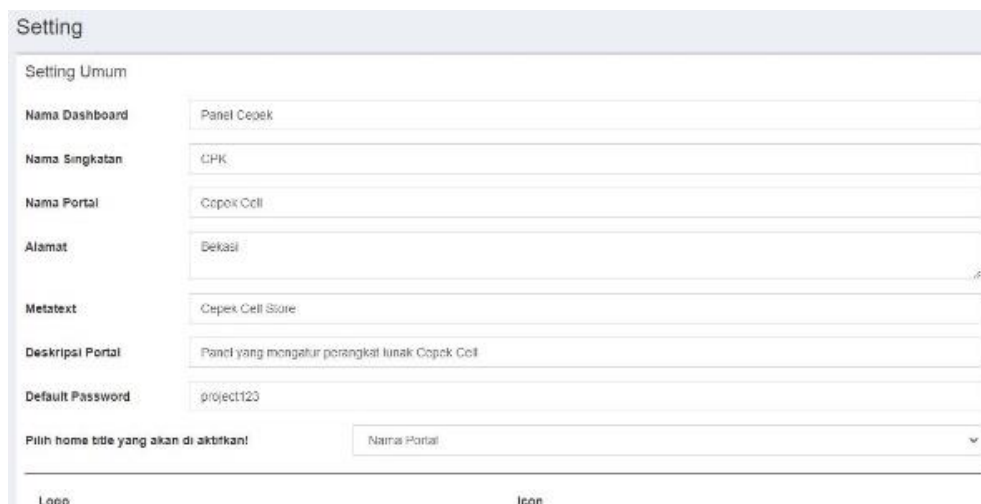 Setting
Setting Umum
Nama Dashboard Panel Cepek
Nama Singkatan CPK
Nama Portal Cepek Cell
Alamat Bekasi
Metatext Cepek Cell Store
Deskripsi Portal Panel yang mengatur perangkat lunak Cepek Cell
Default Password project123
Pilih home title yang akan di aktifkan! Nama Portal
Logo Icon